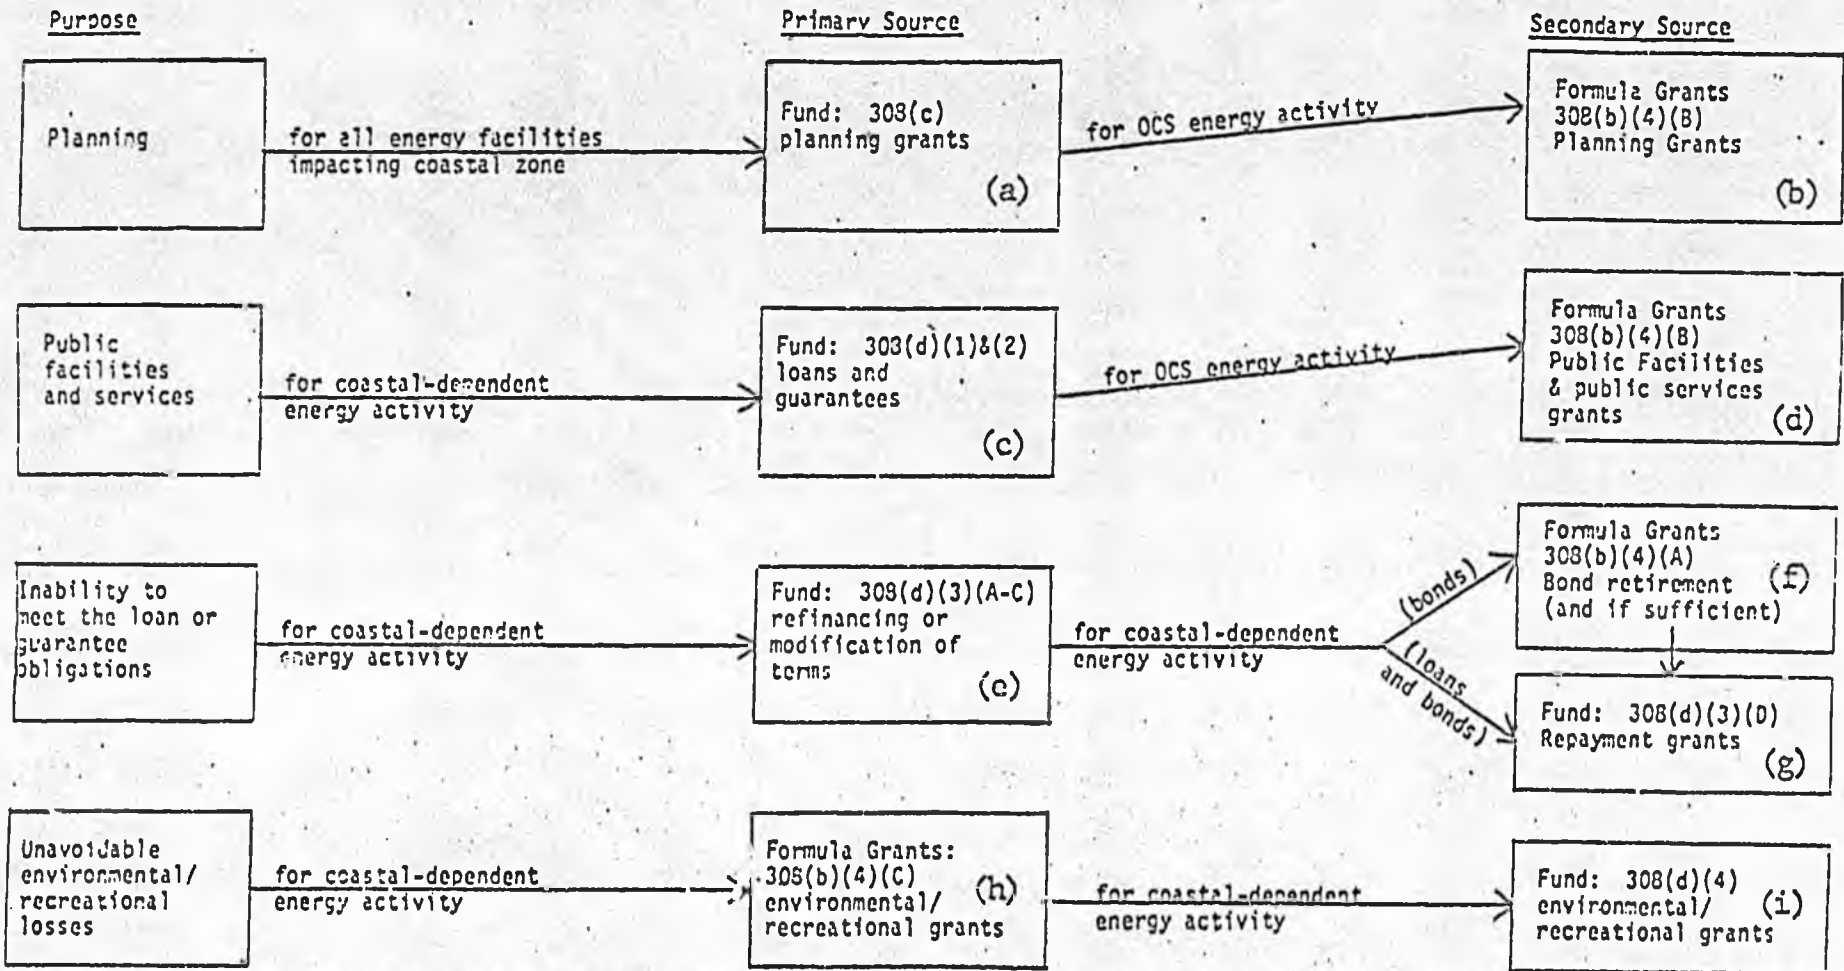 Purpose
Primary Source
Secondary Source
Planning
for all energy facilities
impacting coastal zone
Fund: 308(c)
planning grants
(a)
for OCS energy activity
Formula Grants
308(b)(4)(B)
Planning Grants
(b)
Public
facilities
and services
for coastal-dependent
energy activity
Fund: 308(d)(1)&(2)
loans and
guarantees
(c)
for OCS energy activity
Formula Grants
308(b)(4)(B)
Public Facilities
& public services
grants
(d)
Inability to
meet the loan or
guarantee
obligations
for coastal-dependent
energy activity
Fund: 308(d)(3)(A-C)
refinancing or
modification of
terms
(e)
for coastal-dependent
energy activity
(bonds)
(loans
and bonds)
Formula Grants
308(b)(4)(A)
Bond retirement
(and if sufficient)
(f)
Fund: 308(d)(3)(D)
Repayment grants
(g)
Unavoidable
environmental/
recreational
losses
for coastal-dependent
energy activity
Formula Grants:
308(b)(4)(C)
environmental/
recreational grants
(h)
for coastal-dependent
energy activity
Fund: 308(d)(4)
environmental/
recreational grants
(i)